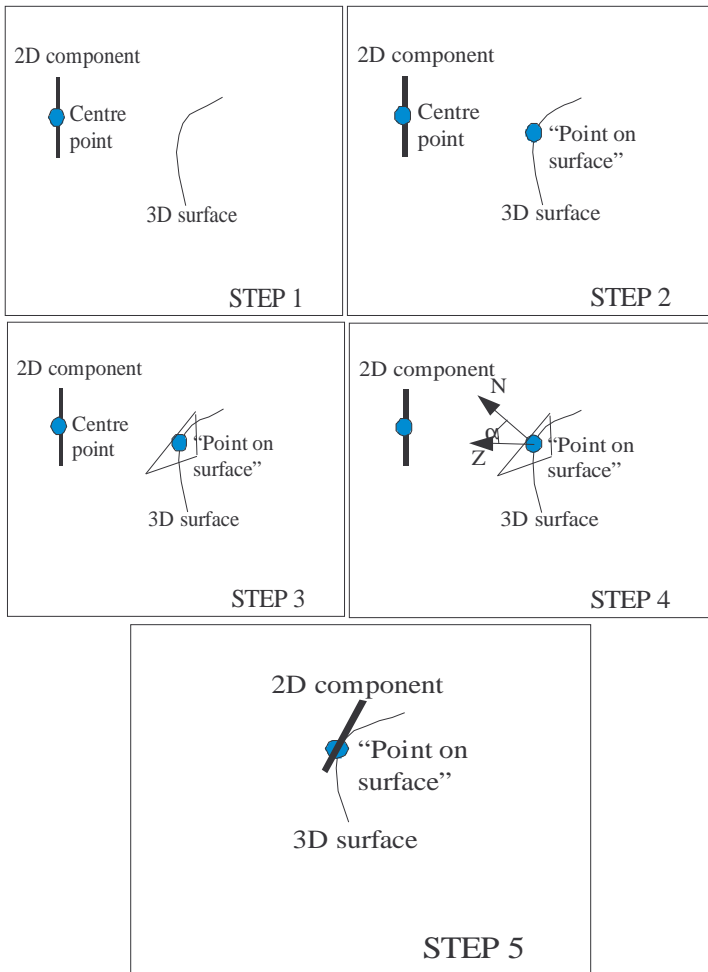 2D component
Centre
point
3D surface
STEP 1
2D component
Centre
point
“Point on
surface”
3D surface
STEP 2
2D component
Centre
point
“Point on
surface”
3D surface
STEP 3
2D component
N
α
Z
“Point on
surface”
3D surface
STEP 4
2D component
“Point on
surface”
3D surface
STEP 5